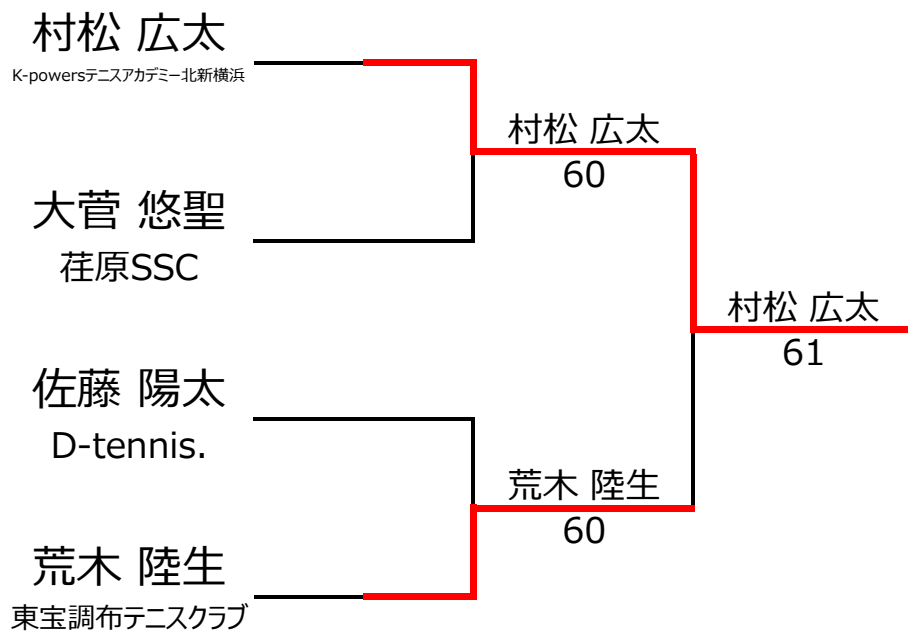 村松 広太
K-powersテニスアカデミー北新横浜
村松 広太
60
大菅 悠聖
荏原SSC
村松 広太
61
佐藤 陽太
D-tennis.
荒木 陸生
60
荒木 陸生
東宝調布テニスクラブ